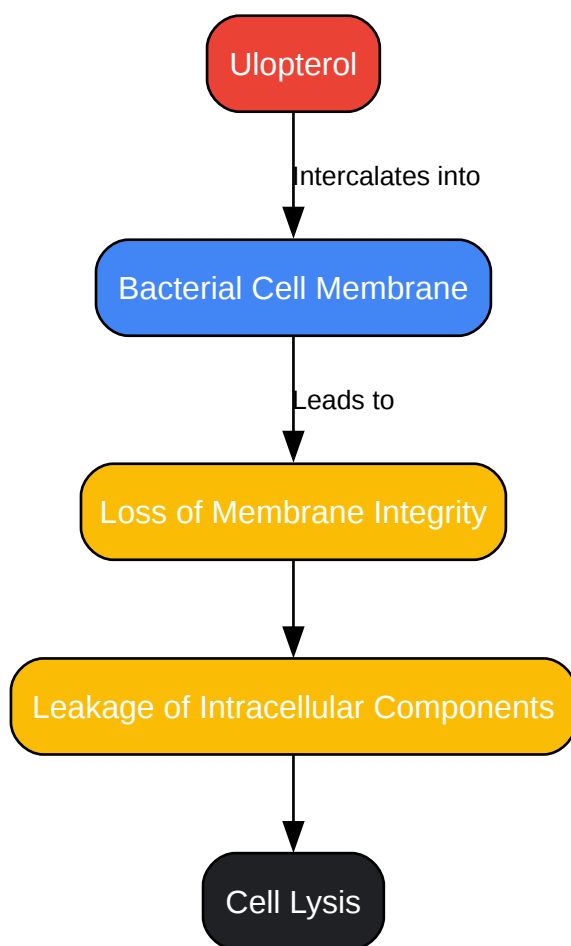 Ulopterol
Intercalates into
Bacterial Cell Membrane
Leads to
Loss of Membrane Integrity
Leakage of Intracellular Components
Cell Lysis